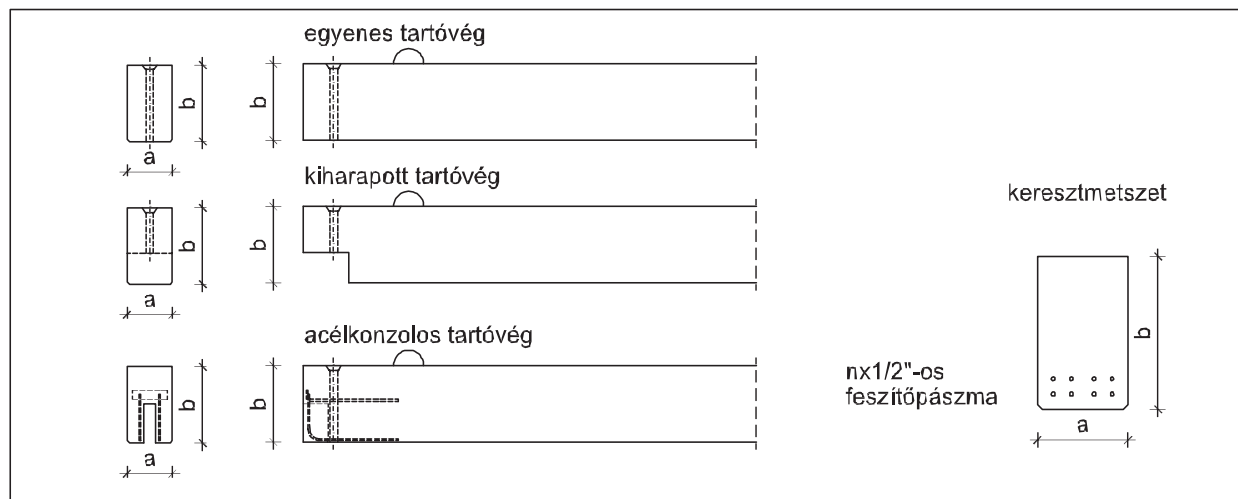 egyenes tartóvég
b
b
a
kiharapott tartóvég
b
b
a
keresztmetszet
acélkonzolos tartóvég
b
b
a
nx1/2"-os
feszítőpászma
b
a